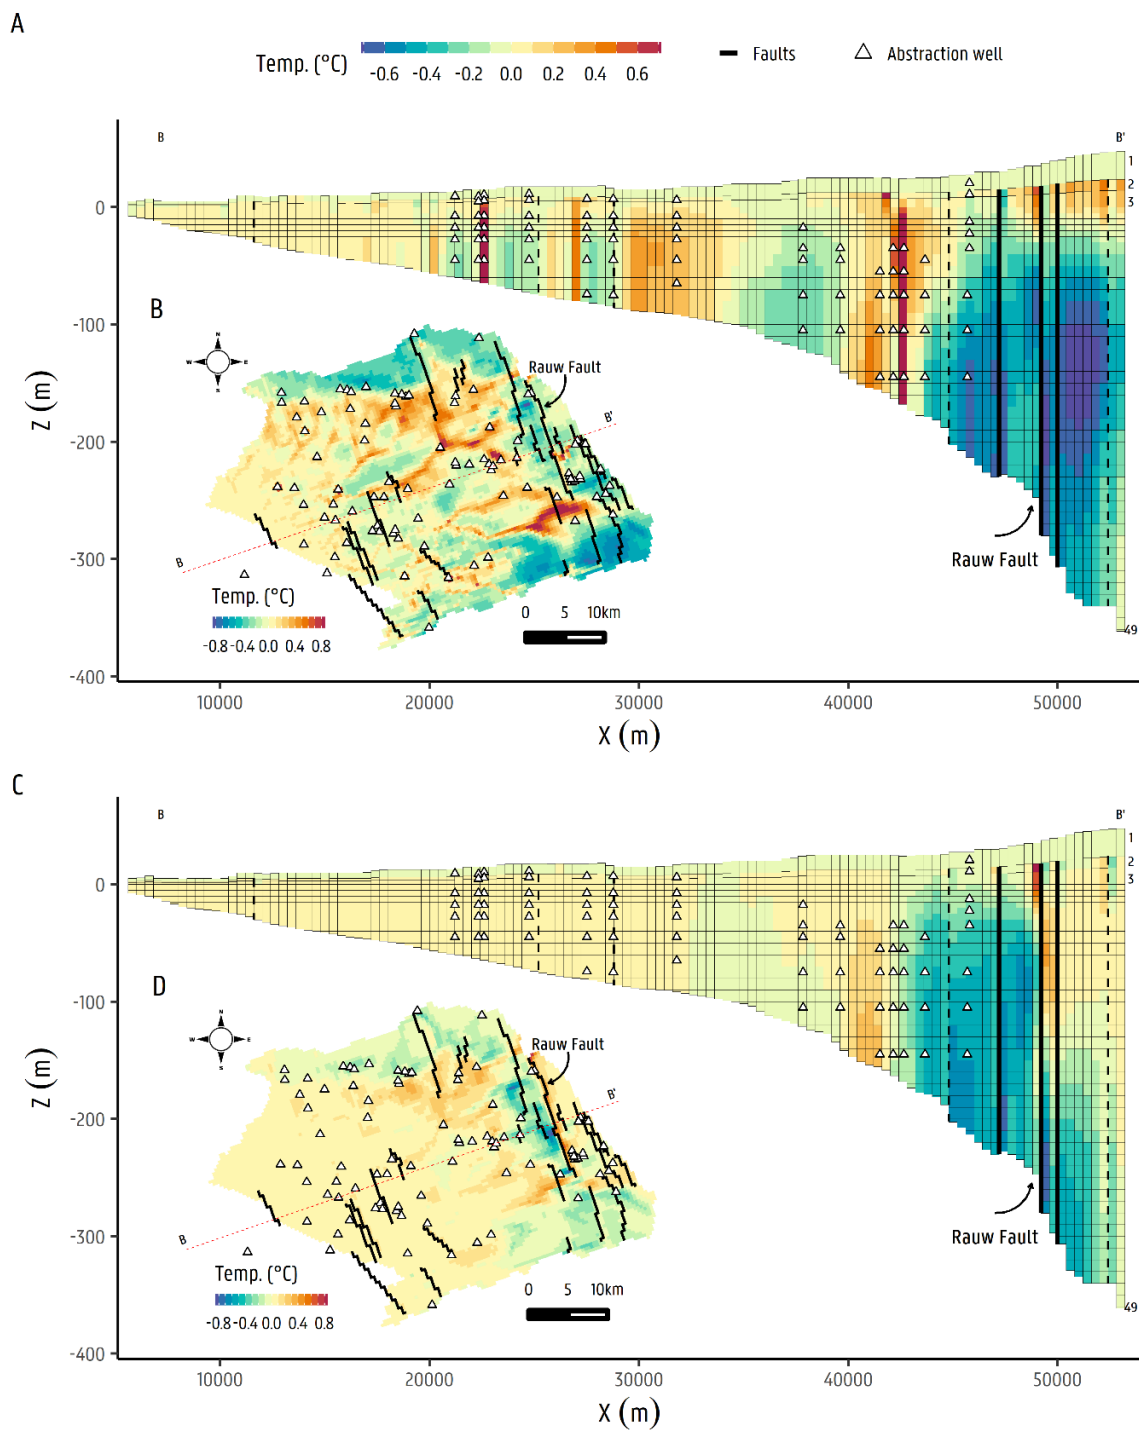 A
Temp. (°C)
-0.6 -0.4 -0.2 0.0 0.2 0.4 0.6
Faults
Abstraction well
B B'
1
2
3
0
-100
-200
-300
-400
Z (m)
B
N
W E
S
Rauw Fault
B'
B
Temp. (°C)
-0.8 -0.4 0.0 0.4 0.8
0 5 10km
Rauw Fault
49
10000 20000 30000 40000 50000
X (m)
C
B B'
1
2
3
0
-100
-200
-300
-400
Z (m)
D
N
W E
S
Rauw Fault
B'
B
Temp. (°C)
-0.8 -0.4 0.0 0.4 0.8
0 5 10km
Rauw Fault
49
10000 20000 30000 40000 50000
X (m)